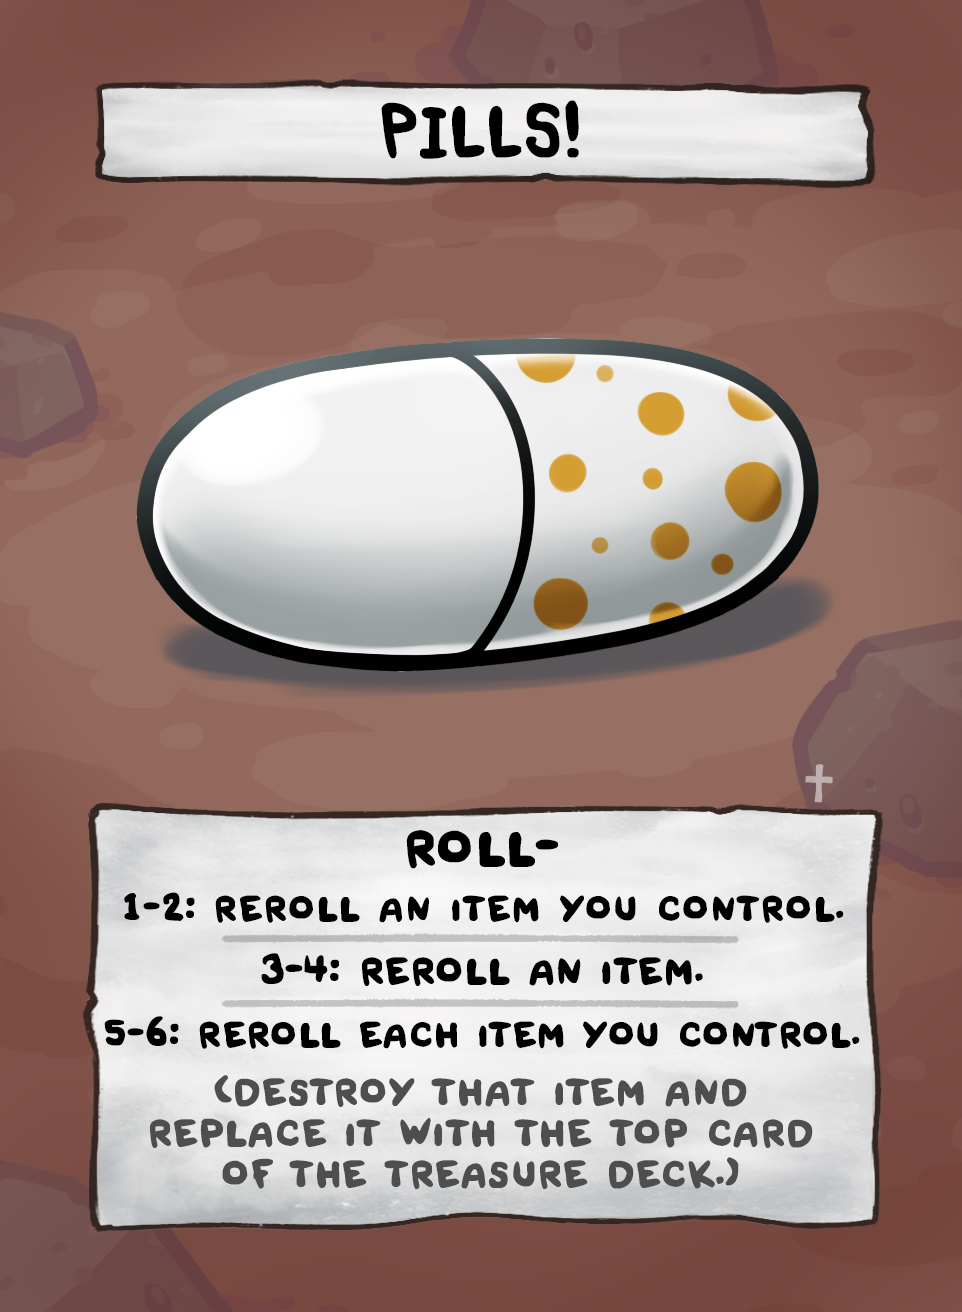 PILLS!
ROLL-
1-2: REROLL AN ITEM YOU CONTROL.
3-4: REROLL AN ITEM.
5-6: REROLL EACH ITEM YOU CONTROL.
(DESTROY THAT ITEM AND
REPLACE IT WITH THE TOP CARD
OF THE TREASURE DECK.)